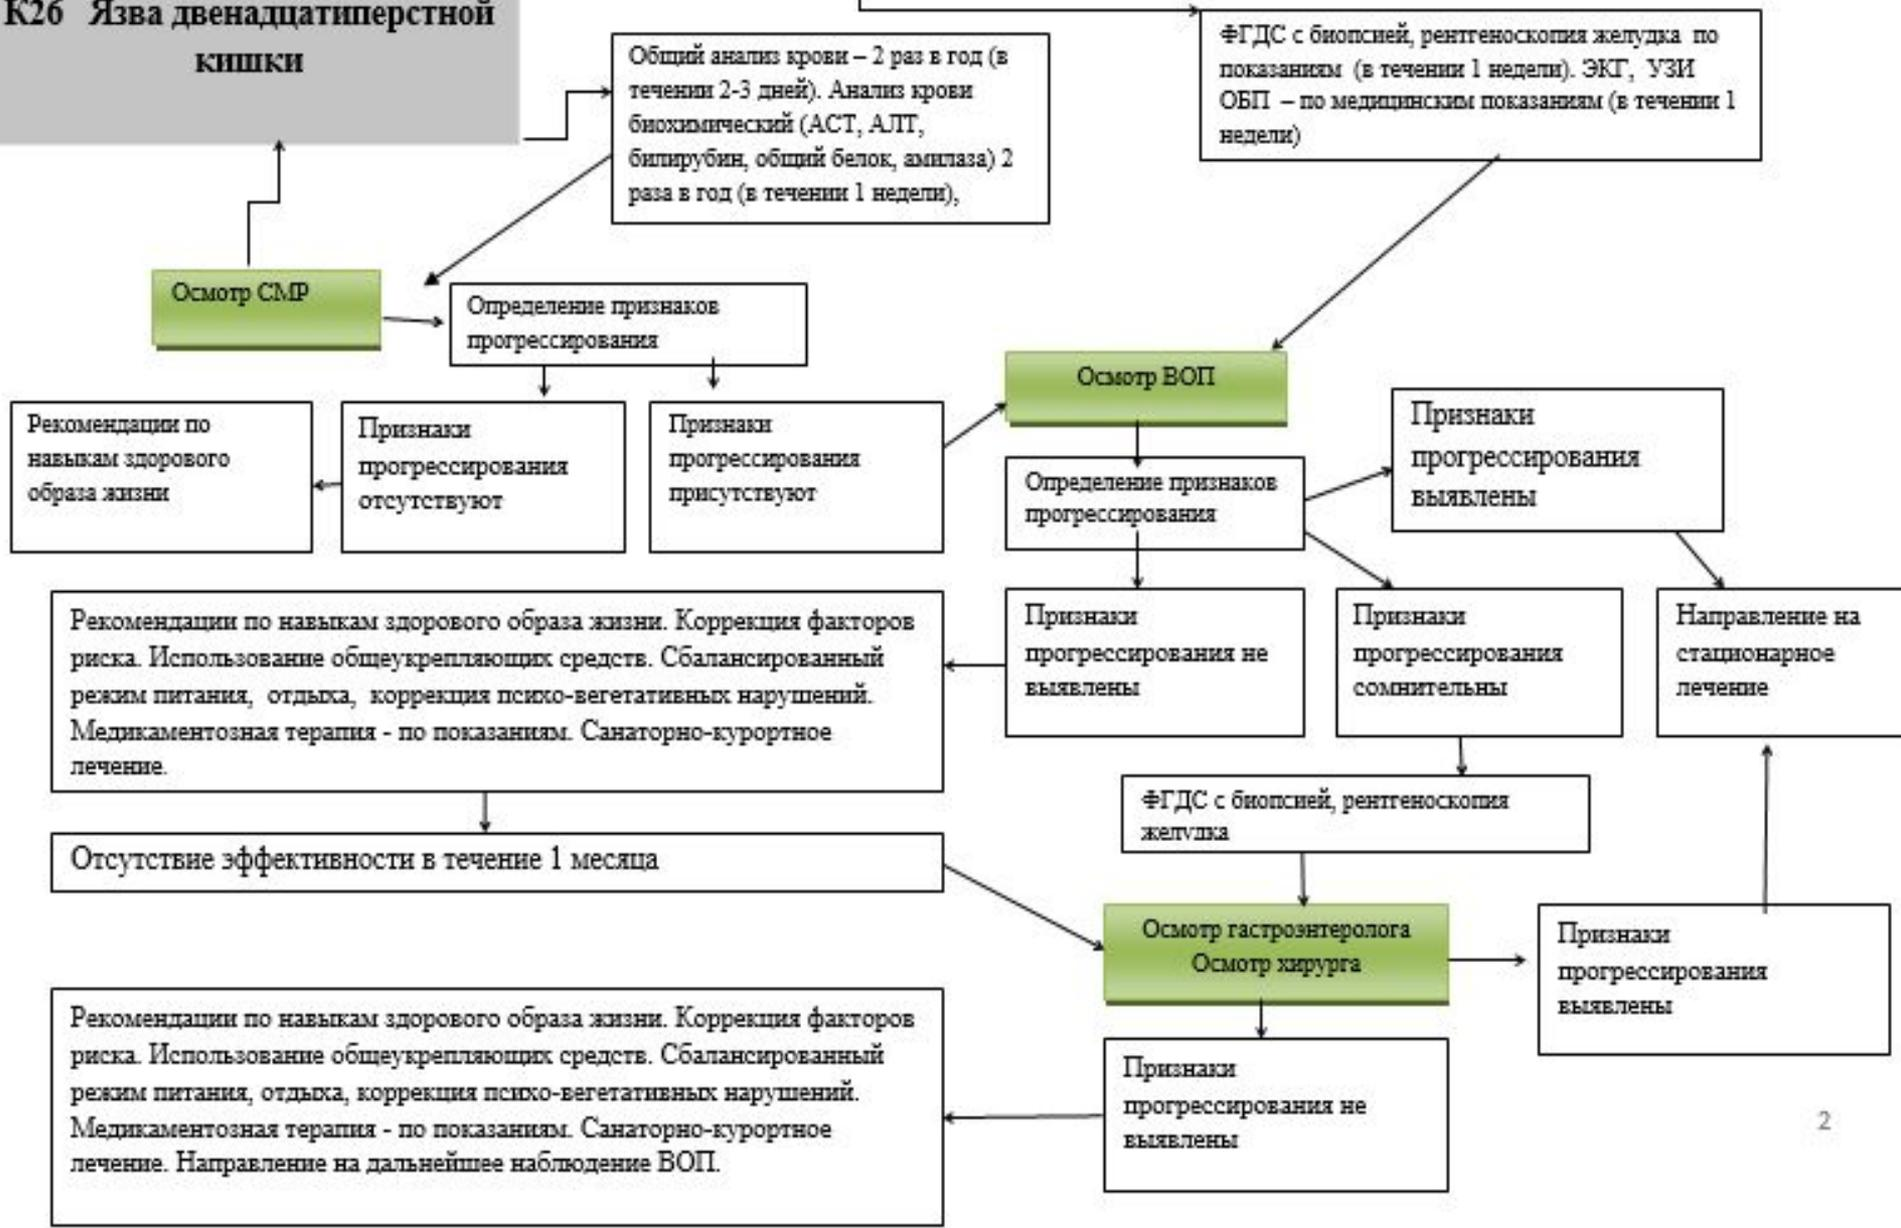 К26 Язва двенадцатиперстной
кишки
Общий анализ крови – 2 раз в год (в
течении 2-3 дней). Анализ крови
биохимический (АСТ, АЛТ,
билирубин, общий белок, амилаза) 2
раза в год (в течении 1 недели),
ФГДС с биопсией, рентгеноскопия желудка по
показаниям (в течении 1 недели). ЭКГ, УЗИ
ОБП – по медицинским показаниям (в течении 1
недели)
Осмотр СМР
Определение признаков
прогрессирования
Осмотр ВОП
Рекомендации по
навыкам здорового
образа жизни
Признаки
прогрессирования
отсутствуют
Признаки
прогрессирования
присутствуют
Определение признаков
прогрессирования
Признаки
прогрессирования
выявлены
Рекомендации по навыкам здорового образа жизни. Коррекция факторов
риска. Использование общеукрепляющих средств. Сбалансированный
режим питания, отдыха, коррекция психо-вегетативных нарушений.
Медикаментозная терапия - по показаниям. Санаторно-курортное
лечение.
Признаки
прогрессирования не
выявлены
Признаки
прогрессирования
сомнительны
Направление на
стационарное
лечение
ФГДС с биопсией, рентгеноскопия
желудка
Отсутствие эффективности в течение 1 месяца
Осмотр гастроэнтеролога
Осмотр хирурга
Признаки
прогрессирования
выявлены
Рекомендации по навыкам здорового образа жизни. Коррекция факторов
риска. Использование общеукрепляющих средств. Сбалансированный
режим питания, отдыха, коррекция психо-вегетативных нарушений.
Медикаментозная терапия - по показаниям. Санаторно-курортное
лечение. Направление на дальнейшее наблюдение ВОП.
Признаки
прогрессирования не
выявлены
2